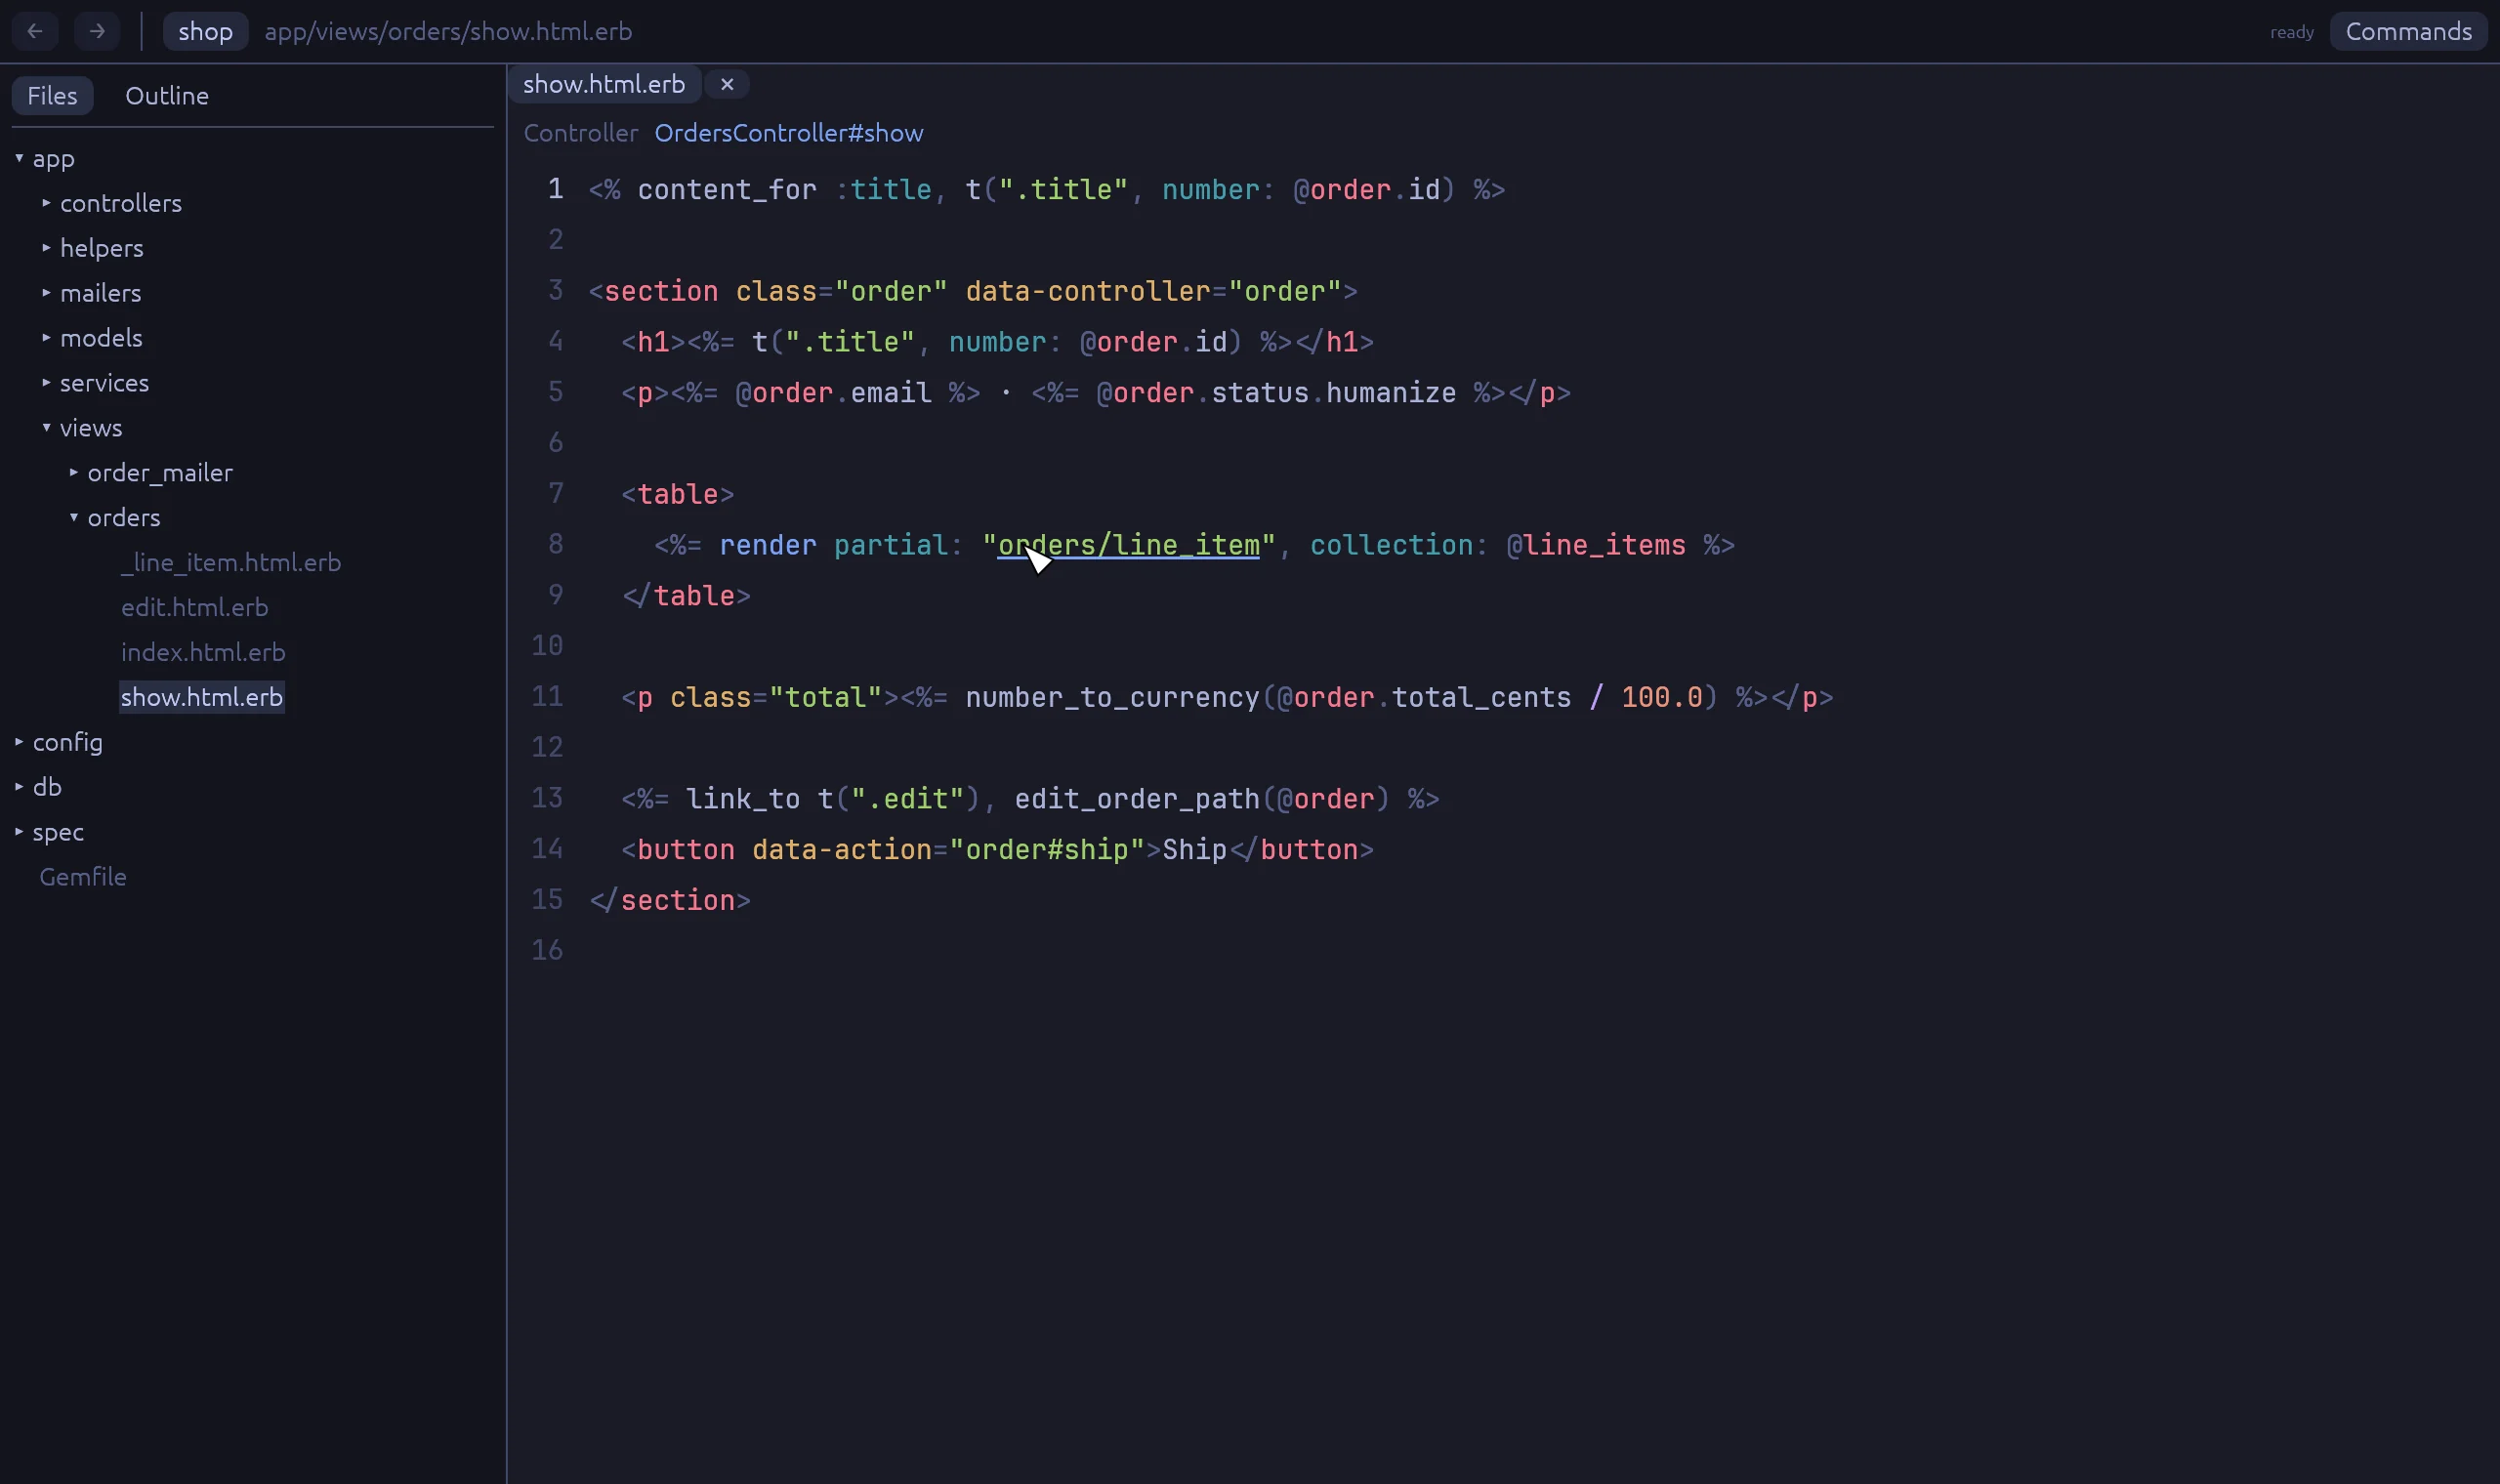 ← → shop app/views/orders/show.html.erb ready Commands
Files Outline
▾ app
▸ controllers
▸ helpers
▸ mailers
▸ models
▸ services
▾ views
▸ order_mailer
▾ orders
_line_item.html.erb
edit.html.erb
index.html.erb
show.html.erb
▸ config
▸ db
▸ spec
Gemfile
show.html.erb ×
Controller OrdersController#show
1 <% content_for :title, t(".title", number: @order.id) %>
2
3 <section class="order" data-controller="order">
4   <h1><%= t(".title", number: @order.id) %></h1>
5   <p><%= @order.email %> · <%= @order.status.humanize %></p>
6
7   <table>
8     <%= render partial: "orders/line_item", collection: @line_items %>
9   </table>
10
11   <p class="total"><%= number_to_currency(@order.total_cents / 100.0) %></p>
12
13   <%= link_to t(".edit"), edit_order_path(@order) %>
14   <button data-action="order#ship">Ship</button>
15 </section>
16